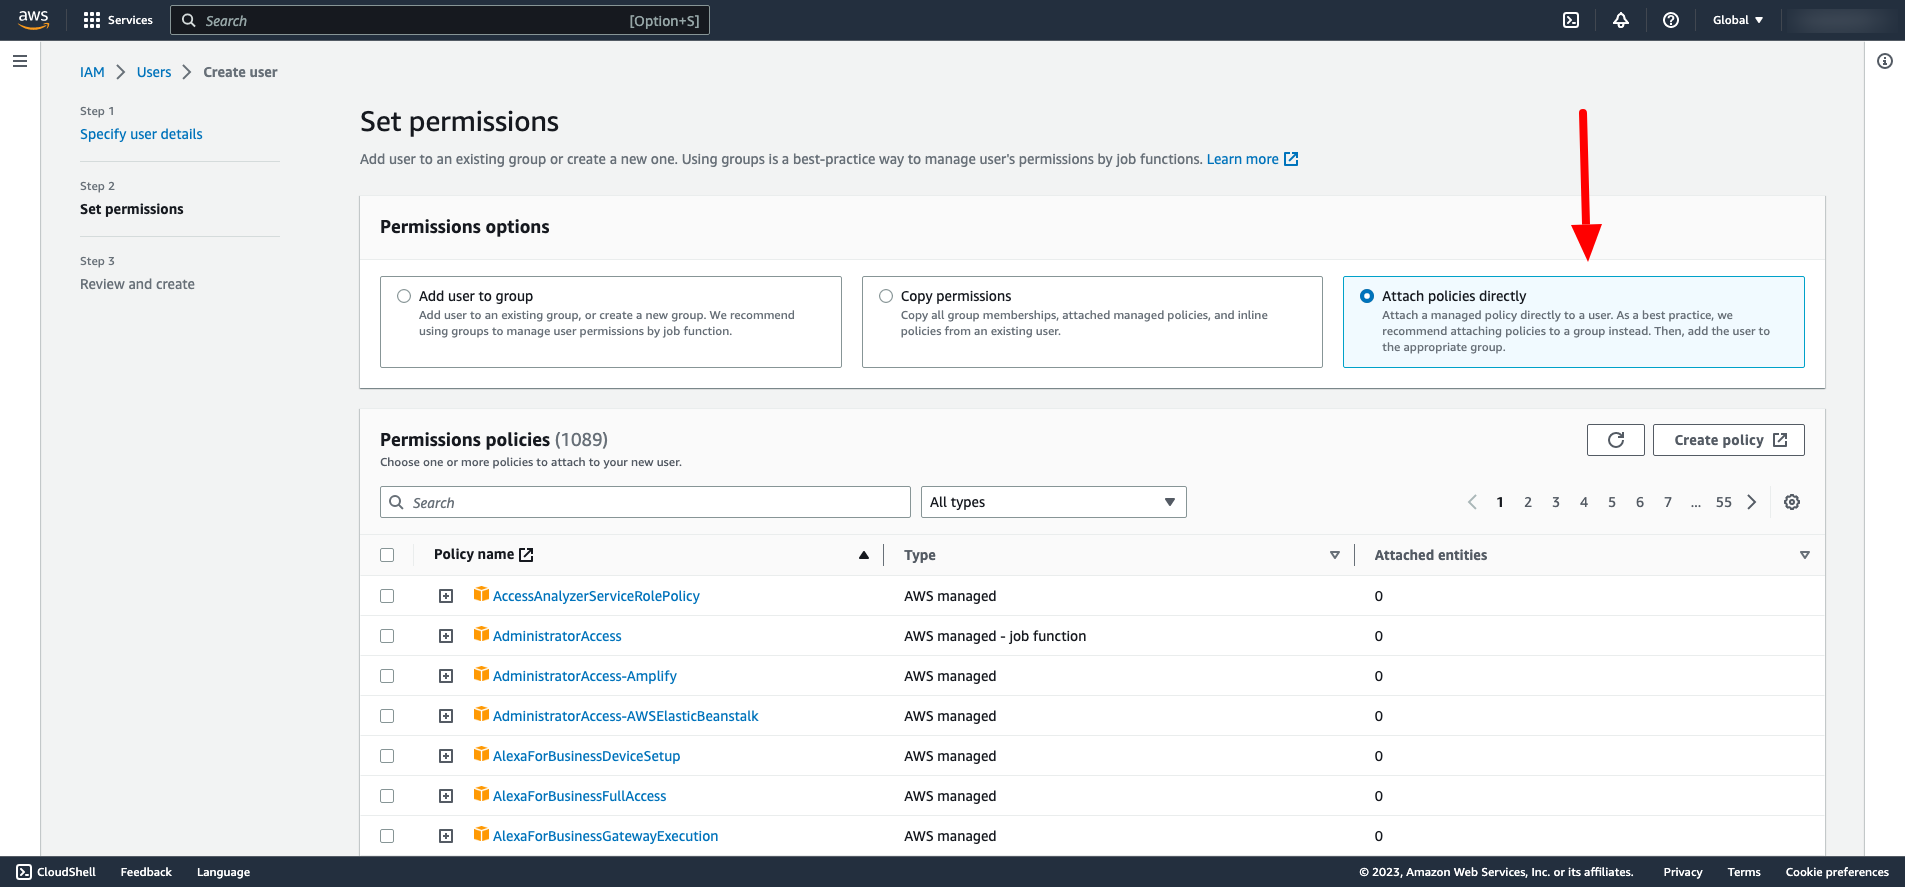 aws
Services
Search
[Option+S]
Global
IAM
Users
Create user
Step 1
Specify user details
Step 2
Set permissions
Step 3
Review and create
Set permissions
Add user to an existing group or create a new one. Using groups is a best-practice way to manage user's permissions by job functions. Learn more
Permissions options
Add user to group
Add user to an existing group, or create a new group. We recommend
using groups to manage user permissions by job function.
Copy permissions
Copy all group memberships, attached managed policies, and inline
policies from an existing user.
Attach policies directly
Attach a managed policy directly to a user. As a best practice, we
recommend attaching policies to a group instead. Then, add the user to
the appropriate group.
Permissions policies (1089)
Choose one or more policies to attach to your new user.
Create policy
Search
All types
1 2 3 4 5 6 7 ... 55
Policy name
Type
Attached entities
AccessAnalyzerServiceRolePolicy
AWS managed
0
AdministratorAccess
AWS managed - job function
0
AdministratorAccess-Amplify
AWS managed
0
AdministratorAccess-AWSElasticBeanstalk
AWS managed
0
AlexaForBusinessDeviceSetup
AWS managed
0
AlexaForBusinessFullAccess
AWS managed
0
AlexaForBusinessGatewayExecution
AWS managed
0
CloudShell
Feedback
Language
© 2023, Amazon Web Services, Inc. or its affiliates.
Privacy
Terms
Cookie preferences